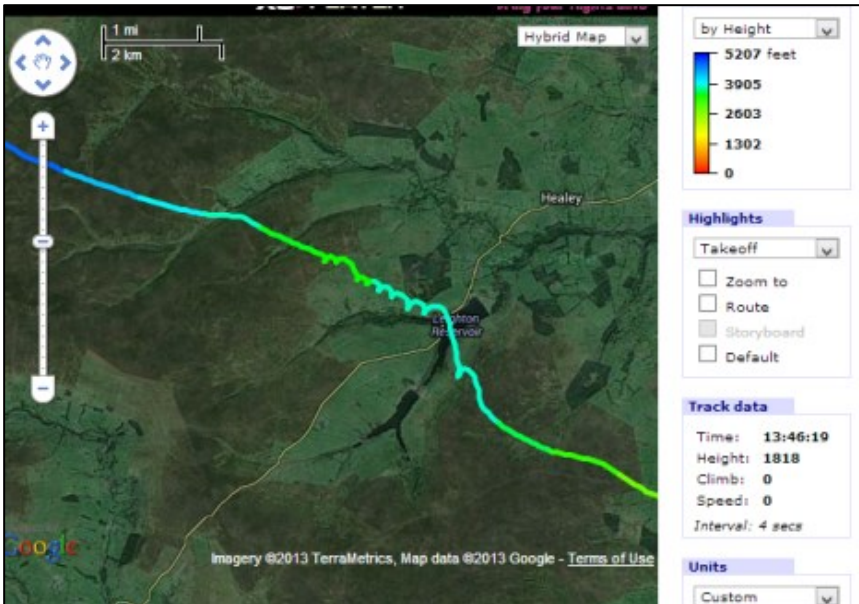 by Height
1 mi
2 km
Hybrid Map
5207 feet
3905
2603
1302
0
Healey
Leighton
Reservoir
Highlights
Takeoff
Zoom to
Route
Storyboard
Default
Track data
Time: 13:46:19
Height: 1818
Climb: 0
Speed: 0
Interval: 4 secs
Google
Imagery ©2013 TerraMetrics, Map data ©2013 Google - Terms of Use
Units
Custom